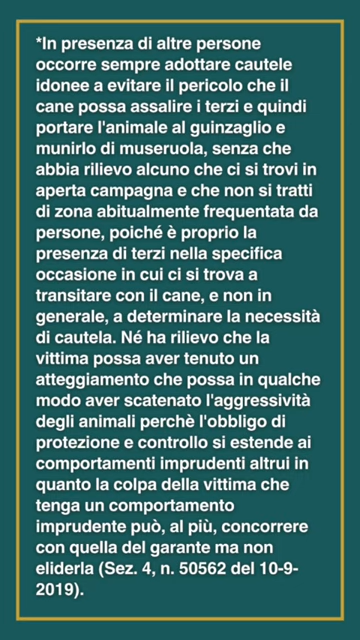 *In presenza di altre persone
occorre sempre adottare cautele
idonee a evitare il pericolo che il
cane possa assalire i terzi e quindi
portare l'animale al guinzaglio e
munirlo di museruola, senza che
abbia rilievo alcuno che ci si trovi in
aperta campagna e che non si tratti
di zona abitualmente frequentata da
persone, poiché è proprio la
presenza di terzi nella specifica
occasione in cui ci si trova a
transitare con il cane, e non in
generale, a determinare la necessità
di cautela. Né ha rilievo che la
vittima possa aver tenuto un
atteggiamento che possa in qualche
modo aver scatenato l'aggressività
degli animali perchè l'obbligo di
protezione e controllo si estende ai
comportamenti imprudenti altrui in
quanto la colpa della vittima che
tenga un comportamento
imprudente può, al più, concorrere
con quella del garante ma non
eliderla (Sez. 4, n. 50562 del 10-9-
2019).